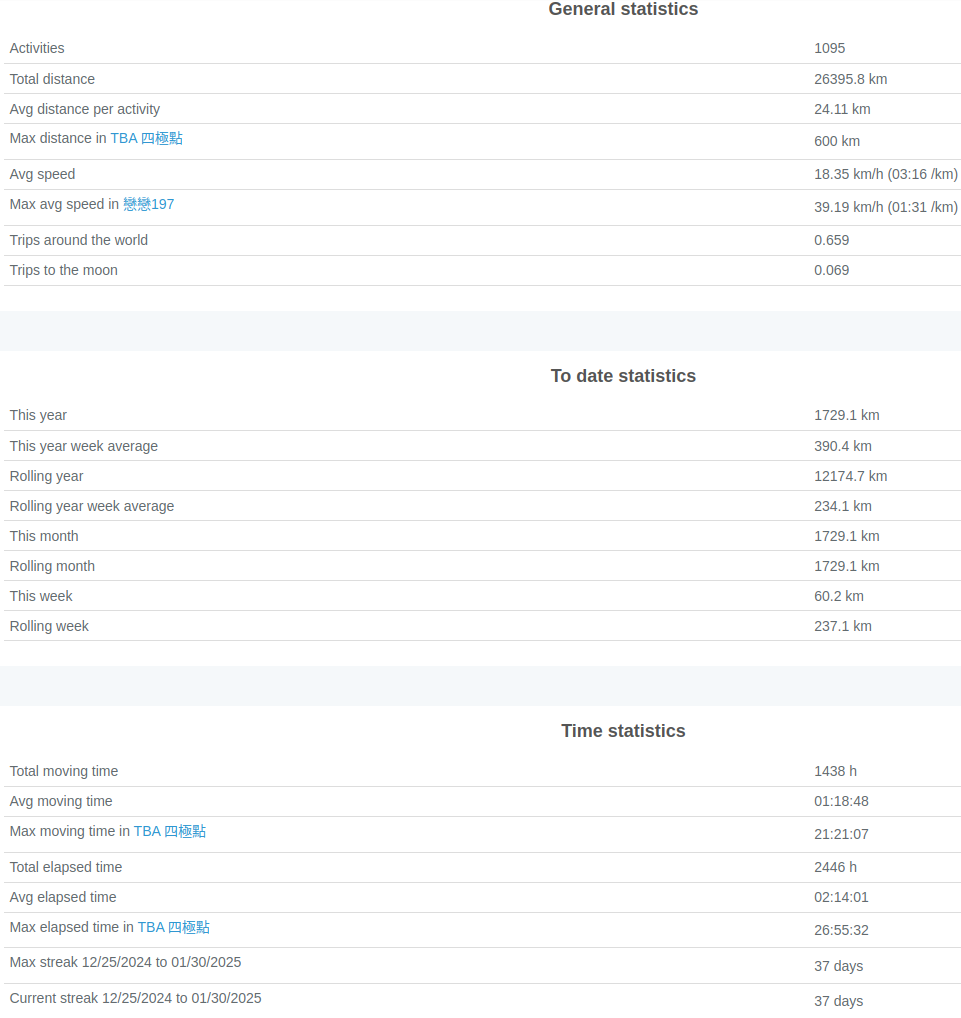 General statistics
Activities 1095
Total distance 26395.8 km
Avg distance per activity 24.11 km
Max distance in TBA 四極點 600 km
Avg speed 18.35 km/h (03:16 /km)
Max avg speed in 戀戀197 39.19 km/h (01:31 /km)
Trips around the world 0.659
Trips to the moon 0.069
To date statistics
This year 1729.1 km
This year week average 390.4 km
Rolling year 12174.7 km
Rolling year week average 234.1 km
This month 1729.1 km
Rolling month 1729.1 km
This week 60.2 km
Rolling week 237.1 km
Time statistics
Total moving time 1438 h
Avg moving time 01:18:48
Max moving time in TBA 四極點 21:21:07
Total elapsed time 2446 h
Avg elapsed time 02:14:01
Max elapsed time in TBA 四極點 26:55:32
Max streak 12/25/2024 to 01/30/2025 37 days
Current streak 12/25/2024 to 01/30/2025 37 days